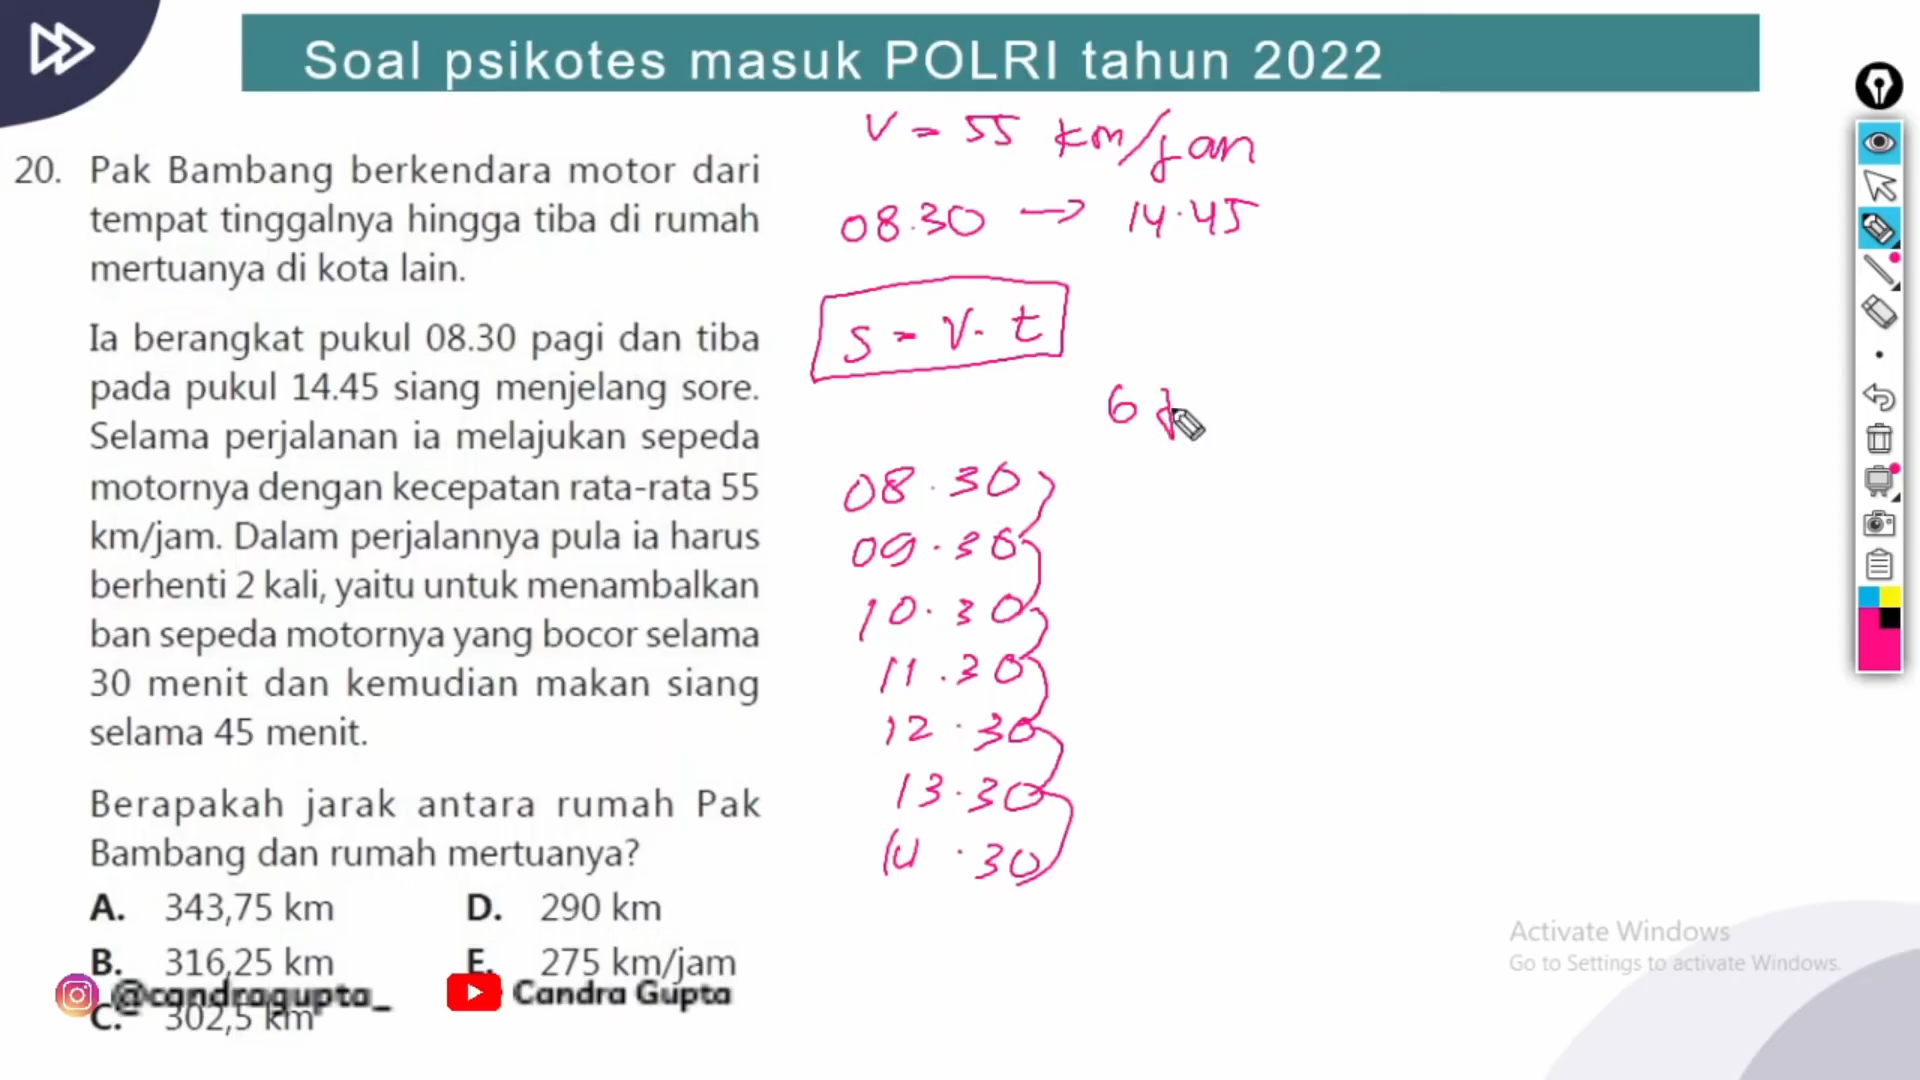 Soal psikotes masuk POLRI tahun 2022
20. Pak Bambang berkendara motor dari
tempat tinggalnya hingga tiba di rumah
mertuanya di kota lain.
Ia berangkat pukul 08.30 pagi dan tiba
pada pukul 14.45 siang menjelang sore.
Selama perjalanan ia melajukan sepeda
motornya dengan kecepatan rata-rata 55
km/jam. Dalam perjalannya pula ia harus
berhenti 2 kali, yaitu untuk menambalkan
ban sepeda motornya yang bocor selama
30 menit dan kemudian makan siang
selama 45 menit.
Berapakah jarak antara rumah Pak
Bambang dan rumah mertuanya?
A. 343,75 km
B. 316,25 km
C. 302,5 km
D. 290 km
E. 275 km/jam
@candragupta_
Candra Gupta
V = 55 km/jam
08.30 → 14.45
S = V. t
6 j
08.30
09.30
10.30
11.30
12.30
13.30
14.30
Activate Windows
Go to Settings to activate Windows.